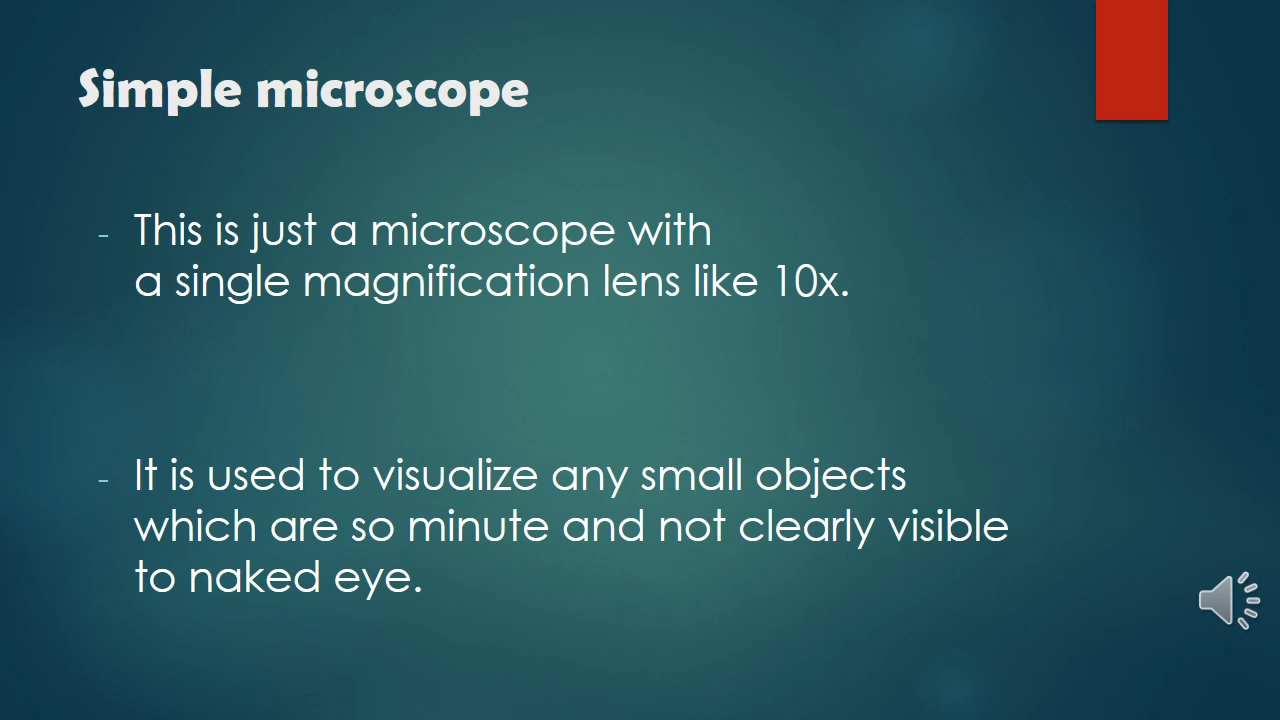 Simple microscope
- This is just a microscope with
a single magnification lens like 10x.
- It is used to visualize any small objects
which are so minute and not clearly visible
to naked eye.